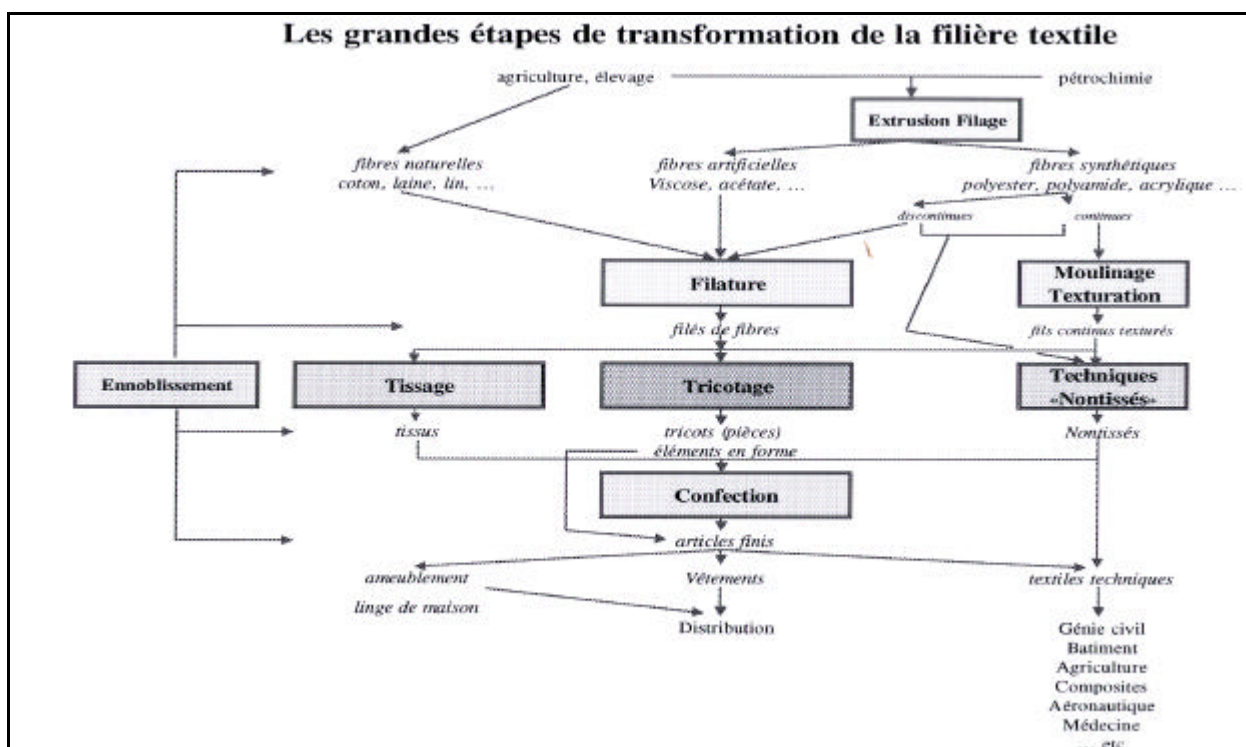 Les grandes étapes de transformation de la filière textile
agriculture, élevage
pétrochimie
Extrusion Filage
fibres naturelles
coton, laine, lin, ...
fibres artificielles
Viscose, acétate, ...
fibres synthétiques
polyester, polyamide, acrylique ...
discontinues
continues
Filature
Moulinage
Texturation
filés de fibres
fils continus texturés
Ennoblissement
Tissage
Tricotage
Techniques
«Nontissés»
tissus
tricots (pièces)
éléments en forme
Nontissés
Confection
articles finis
ameublement
linge de maison
Vêtements
textiles techniques
Distribution
Génie civil
Batiment
Agriculture
Composites
Aéronautique
Médecine
... etc